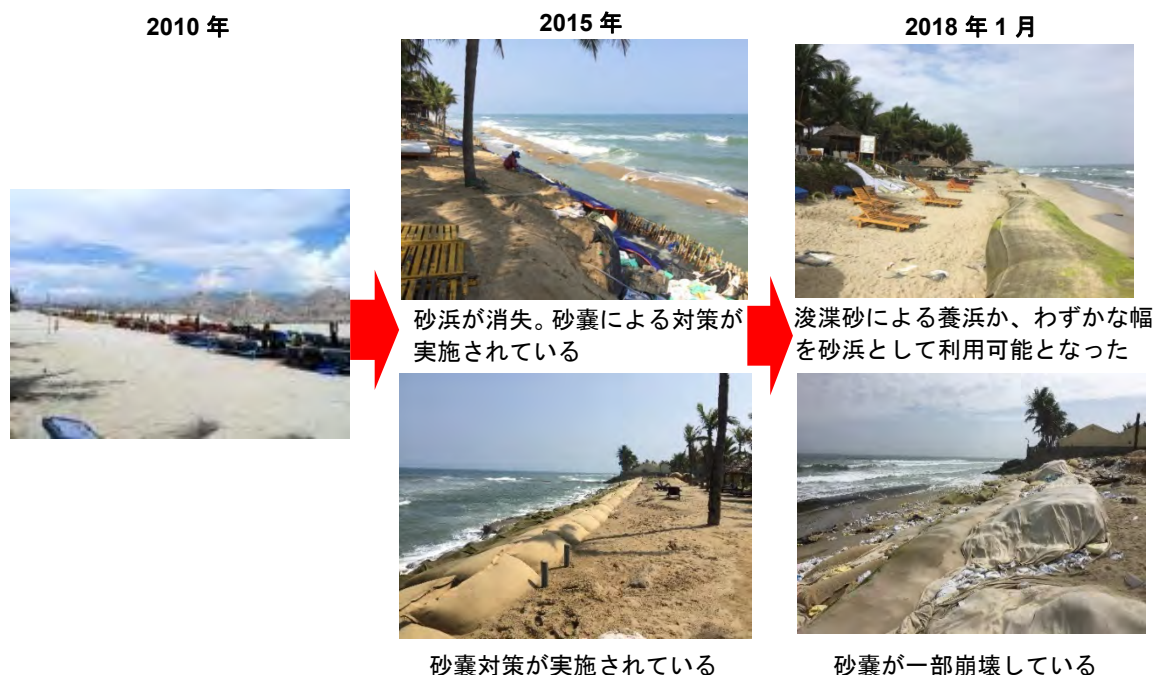 2010 年
2015 年
2018 年 1 月
砂浜が消失。砂嚢による対策が
実施されている
浚渫砂による養浜か、わずかな幅
を砂浜として利用可能となった
砂嚢対策が実施されている
砂嚢が一部崩壊している